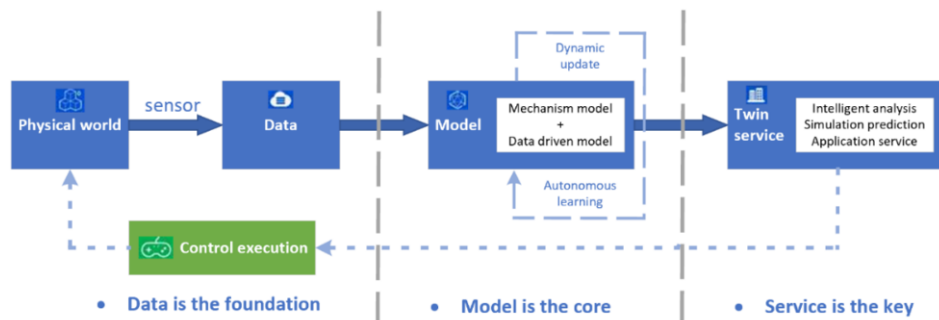 Dynamic
update
sensor
Physical world
Data
Model
Mechanism model
+
Data driven model
Twin
service
Intelligent analysis
Simulation prediction
Application service
Autonomous
learning
Control execution
• Data is the foundation
• Model is the core
• Service is the key